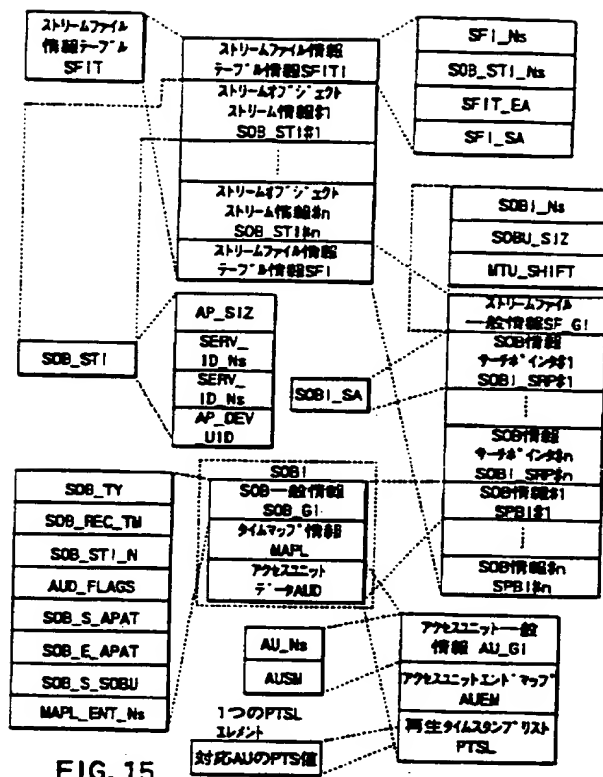 ストリームファイル
情報テーブル
SFIT
ストリームファイル情報
テーブル情報SFITI
ストリームオブジェクト
ストリーム情報#1
SOB_STI#1
ストリームオブジェクト
ストリーム情報#n
SOB_STI#n
ストリームファイル情報
テーブル情報SFI
SFI_Ns
SOB_STI_Ns
SFIT_EA
SFI_SA
SOBI_Ns
SOBU_SIZ
MTU_SHIFT
ストリームファイル
一般情報SF_GI
SOB情報
サーチポインタ#1
SOBI_SRP#1
SOB情報
サーチポインタ#n
SOBI_SRP#n
SOB情報#1
SPBI#1
SOB情報#n
SPBI#n
SOB_STI
AP_SIZ
SERV_
ID_Ns
SERV_
ID_Ns
AP_DEV
_UID
SOBI_SA
SOBI
SOB一般情報
SOB_GI
タイムマップ情報
MAPL
アクセスユニット
データAUD
SOB_TY
SOB_REC_TM
SOB_STI_N
AUD_FLAGS
SOB_S_APAT
SOB_E_APAT
SOB_S_SOBU
MAPL_ENT_Ns
AU_Ns
AUSM
アクセスユニット一般
情報 AU_GI
アクセスユニットエンドマップ
AUEM
再生タイムスタンプリスト
PTSL
1つのPTSL
エレメント
対応AUのPTS値
FIG. 15